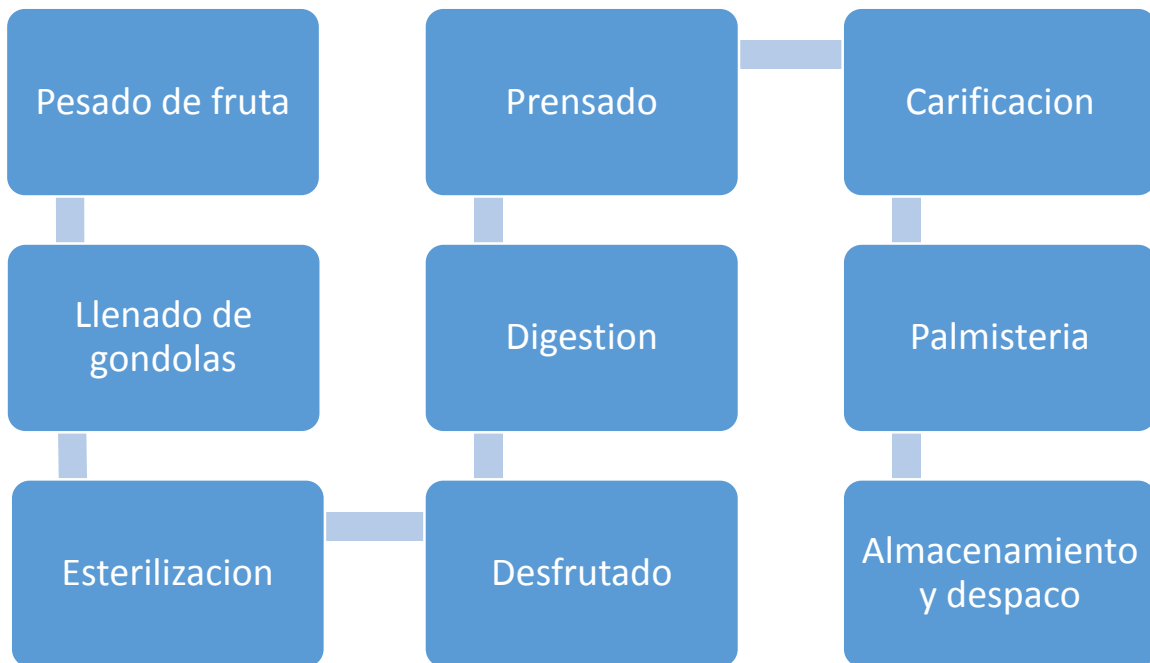 Pesado de fruta
Llenado de
gondolas
Esterilizacion
Desfrutado
Digestion
Prensado
Carificacion
Palmisteria
Almacenamiento
y despaco